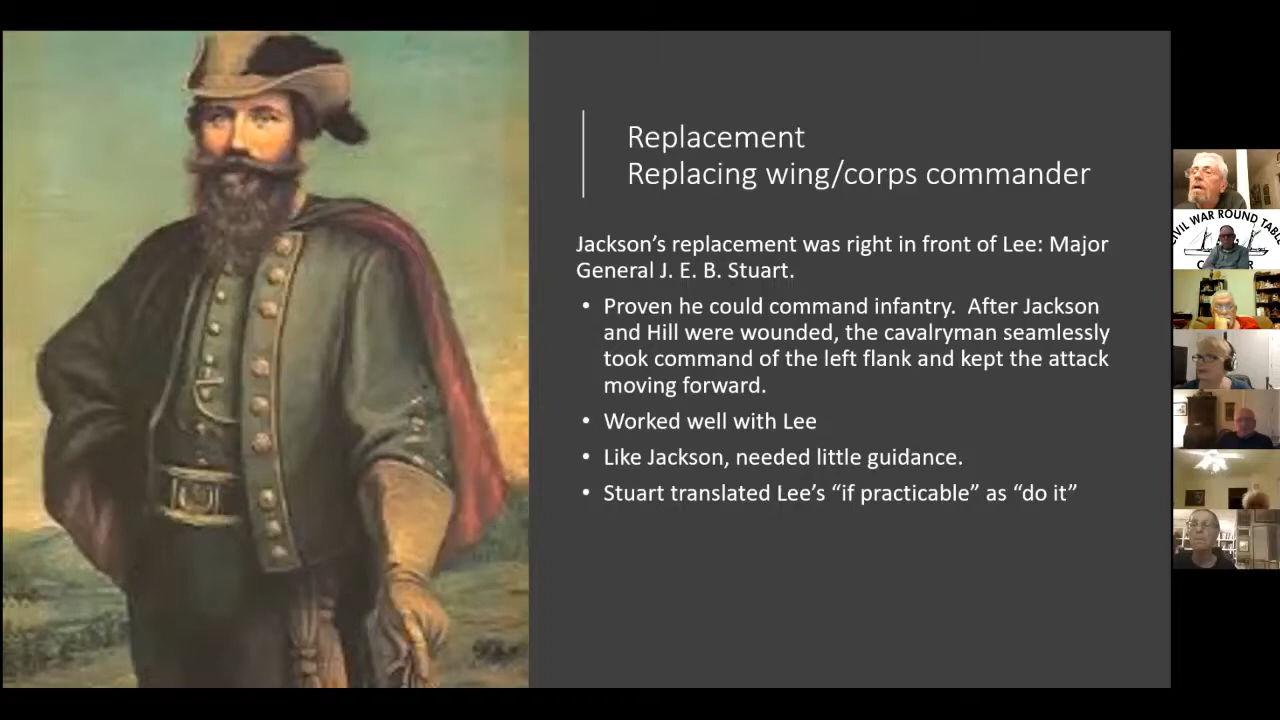 Replacement
Replacing wing/corps commander
Jackson's replacement was right in front of Lee: Major
General J. E. B. Stuart.
• Proven he could command infantry.  After Jackson
and Hill were wounded, the cavalryman seamlessly
took command of the left flank and kept the attack
moving forward.
• Worked well with Lee
• Like Jackson, needed little guidance.
• Stuart translated Lee's “if practicable” as “do it”
CIVIL WAR ROUND TABLE